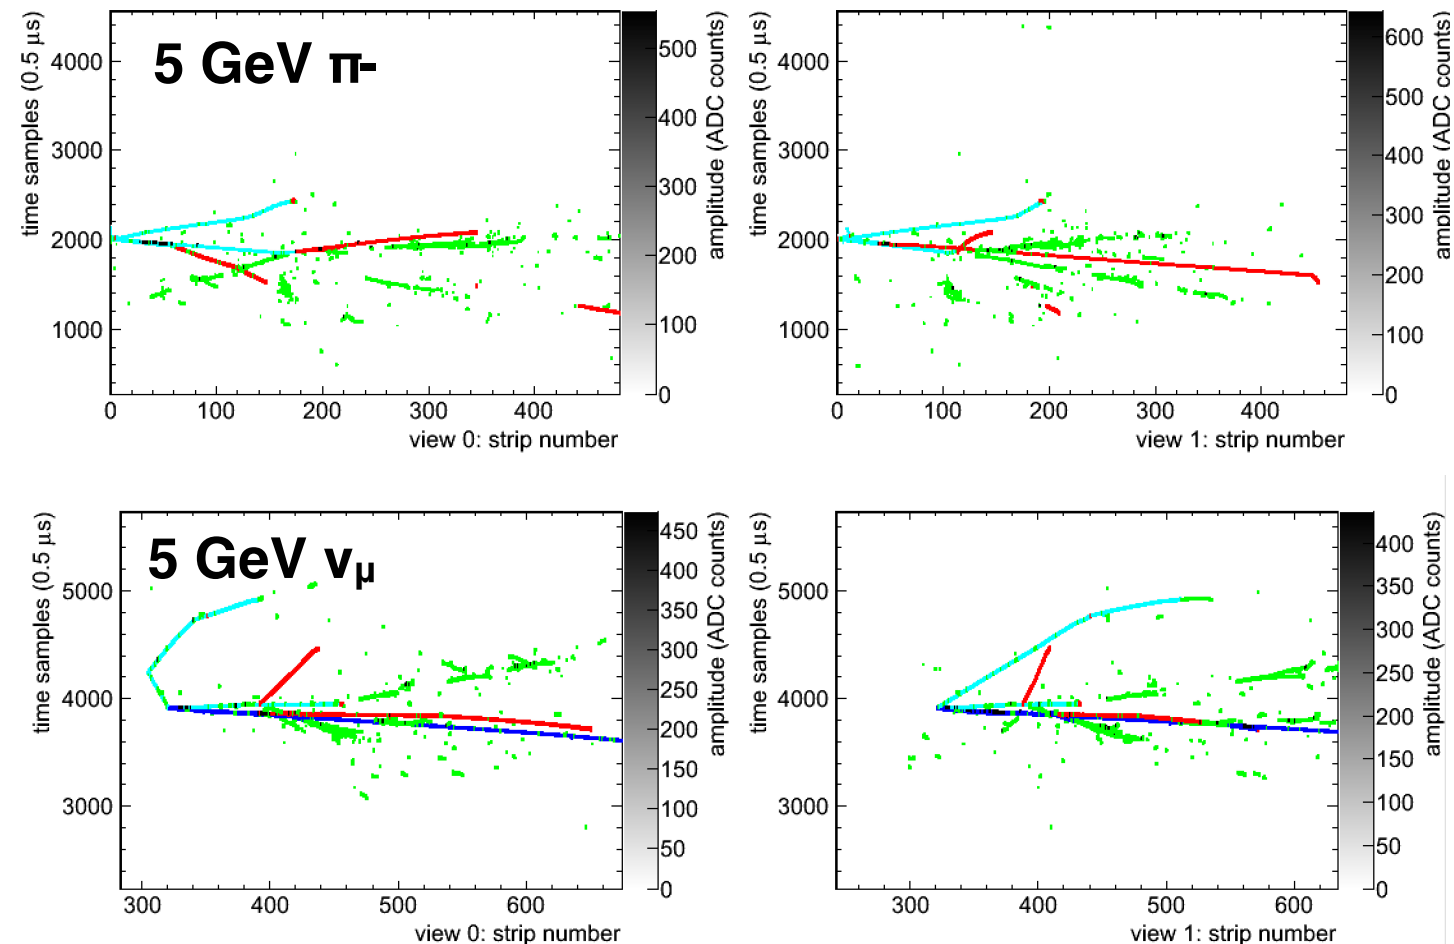 5 GeV π-
time samples (0.5 μs)
4000
3000
2000
1000
0 100 200 300 400
view 0: strip number
500
400
300
200
100
0
amplitude (ADC counts)
time samples (0.5 μs)
4000
3000
2000
1000
0 100 200 300 400
view 1: strip number
600
500
400
300
200
100
0
amplitude (ADC counts)
5 GeV νμ
time samples (0.5 μs)
5000
4000
3000
300 400 500 600
view 0: strip number
450
400
350
300
250
200
150
100
50
0
amplitude (ADC counts)
time samples (0.5 μs)
5000
4000
3000
300 400 500 600
view 1: strip number
400
350
300
250
200
150
100
50
0
amplitude (ADC counts)